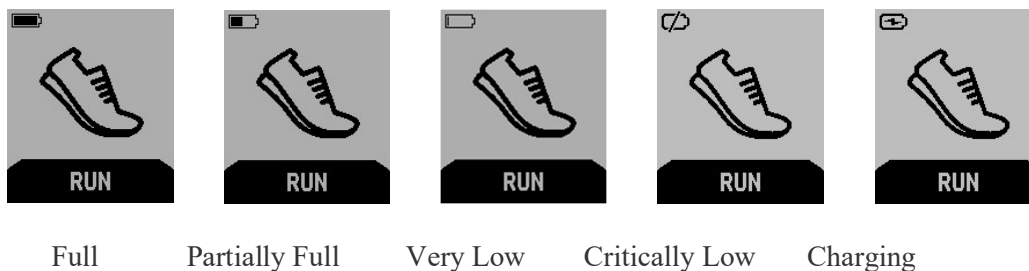 RUN RUN RUN RUN RUN
Full Partially Full Very Low Critically Low Charging